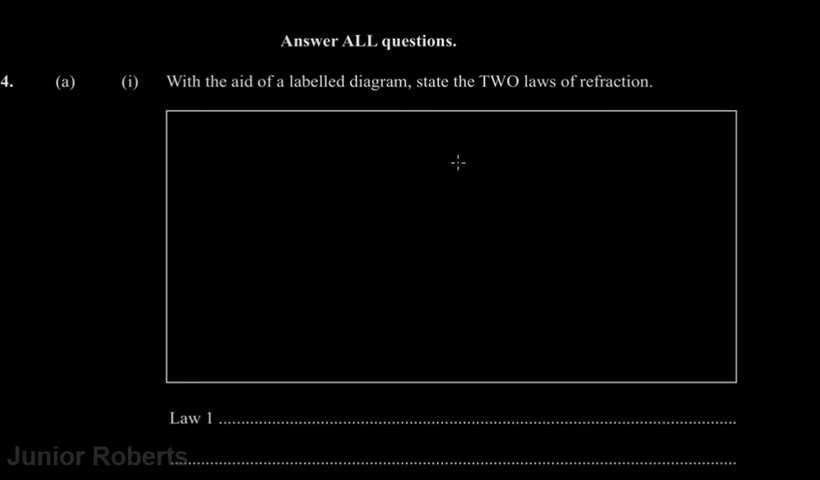 Answer ALL questions.
4. (a) (i) With the aid of a labelled diagram, state the TWO laws of refraction.
Law 1 ........................................................................................................................
Junior Roberts
........................................................................................................................